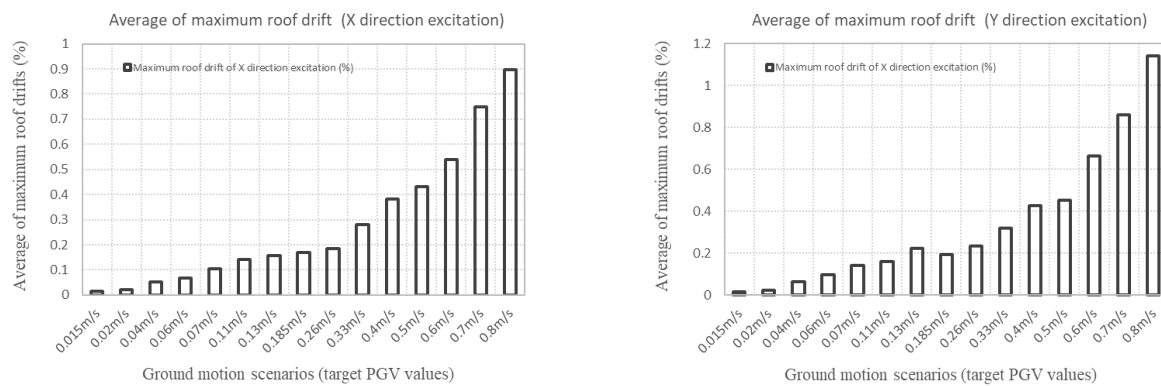 Average of maximum roof drift (X direction excitation)
Average of maximum roof drifts (%)
1
0.9
0.8
0.7
0.6
0.5
0.4
0.3
0.2
0.1
0
Maximum roof drift of X direction excitation (%)
0.015m/s
0.02m/s
0.04m/s
0.06m/s
0.07m/s
0.11m/s
0.13m/s
0.185m/s
0.26m/s
0.33m/s
0.4m/s
0.5m/s
0.6m/s
0.7m/s
0.8m/s
Ground motion scenarios (target PGV values)
Average of maximum roof drift (Y direction excitation)
Average of maximum roof drifts (%)
1.2
1
0.8
0.6
0.4
0.2
0
Maximum roof drift of X direction excitation (%)
0.015m/s
0.02m/s
0.04m/s
0.06m/s
0.07m/s
0.11m/s
0.13m/s
0.185m/s
0.26m/s
0.33m/s
0.4m/s
0.5m/s
0.6m/s
0.7m/s
0.8m/s
Ground motion scenarios (target PGV values)